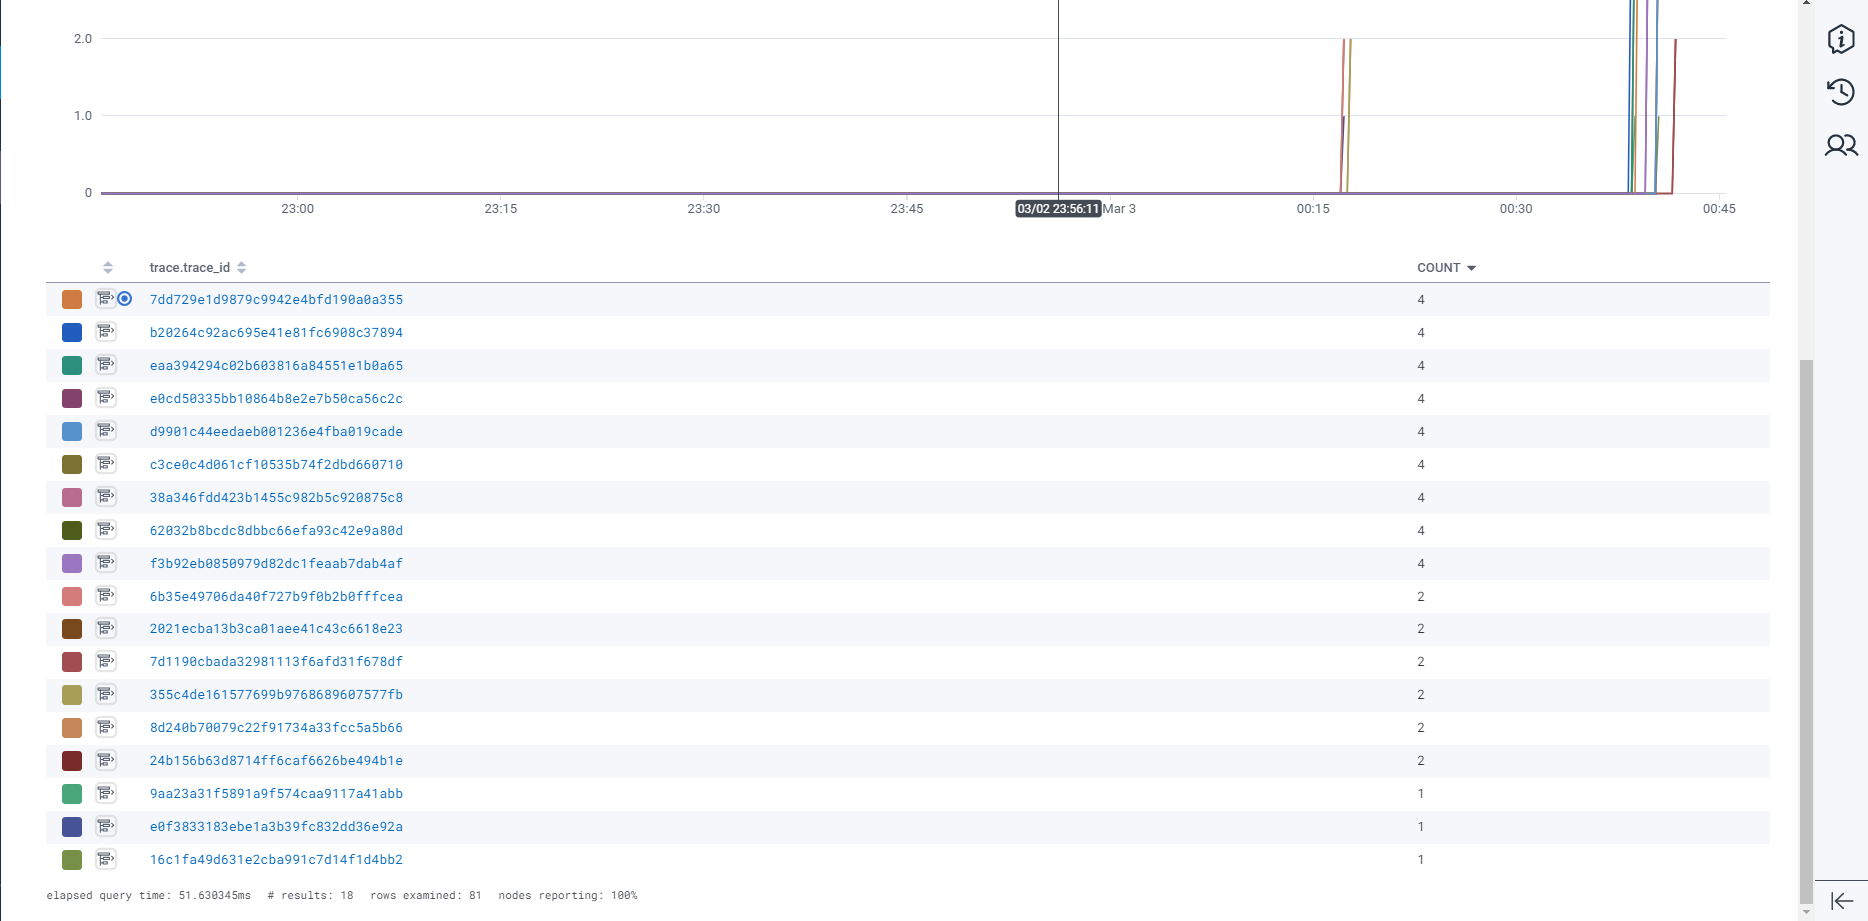 2.0
1.0
0
23:00 23:15 23:30 23:45 03/02 23:56:11 Mar 3 00:15 00:30 00:45
trace.trace_id COUNT
7dd729e1d9879c9942e4bfd190a0a355 4
b20264c92ac695e41e81fc6908c37894 4
eaa394294c02b603816a84551e1b0a65 4
e0cd50335bb10864b8e2e7b50ca56c2c 4
d9901c44eedaeb001236e4fba019cade 4
c3ce0c4d061cf10535b74f2dbd660710 4
38a346fdd423b1455c982b5c920875c8 4
62032b8bcdc8dbbc66efa93c42e9a80d 4
f3b92eb0850979d82dc1feaab7dab4af 4
6b35e49706da40f727b9f0b2b0fffcea 2
2021ecba13b3ca01aee41c43c6618e23 2
7d1190cbada32981113f6afd31f678df 2
355c4de161577699b9768689607577fb 2
8d240b70079c22f91734a33fcc5a5b66 2
24b156b63d8714ff6caf6626be494b1e 2
9aa23a31f5891a9f574caa9117a41abb 1
e0f3833183ebe1a3b39fc832dd36e92a 1
16c1fa49d631e2cba991c7d14f1d4bb2 1
elapsed query time: 51.630345ms # results: 18 rows examined: 81 nodes reporting: 100%